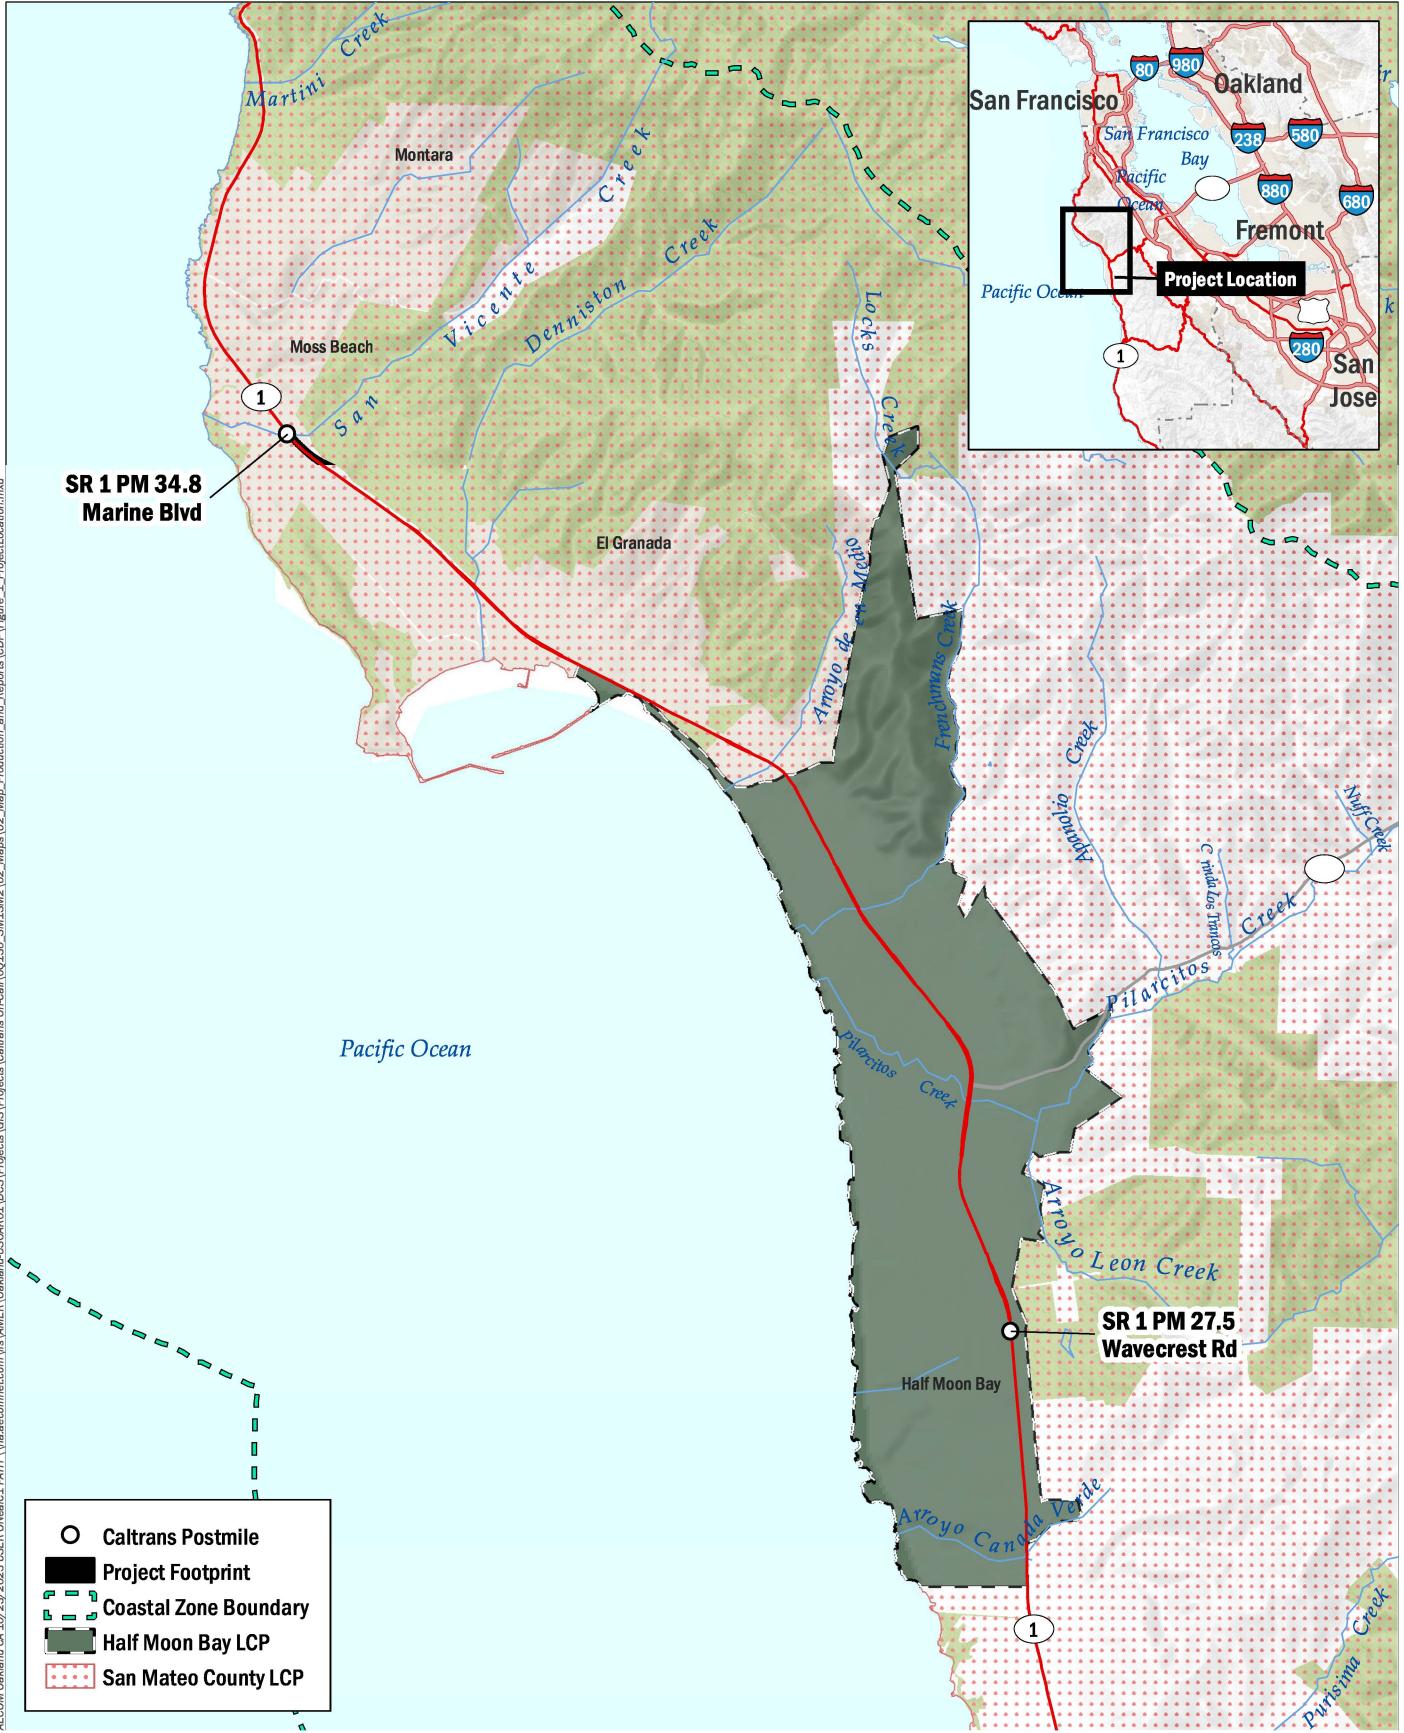 Martini Creek
Montara
San Vicente Creek
Denniston Creek
Moss Beach
1
SR 1 PM 34.8
Marine Blvd
El Granada
Locks Creek
Arroyo de en Medio
Frenchmans Creek
Apanolio Creek
Nuff Creek
C rinda Los Trancos
Pilarcitos Creek
Pacific Ocean
Pilarcitos Creek
Arroyo Leon Creek
SR 1 PM 27.5
Wavecrest Rd
Half Moon Bay
Arroyo Canada Verde
1
Purisima Creek
80
980
Oakland
San Francisco
San Francisco
Bay
238
580
Pacific
Ocean
880
680
Fremont
Project Location
Pacific Ocean
280
1
San
Jose
k
Caltrans Postmile
Project Footprint
Coastal Zone Boundary
Half Moon Bay LCP
San Mateo County LCP